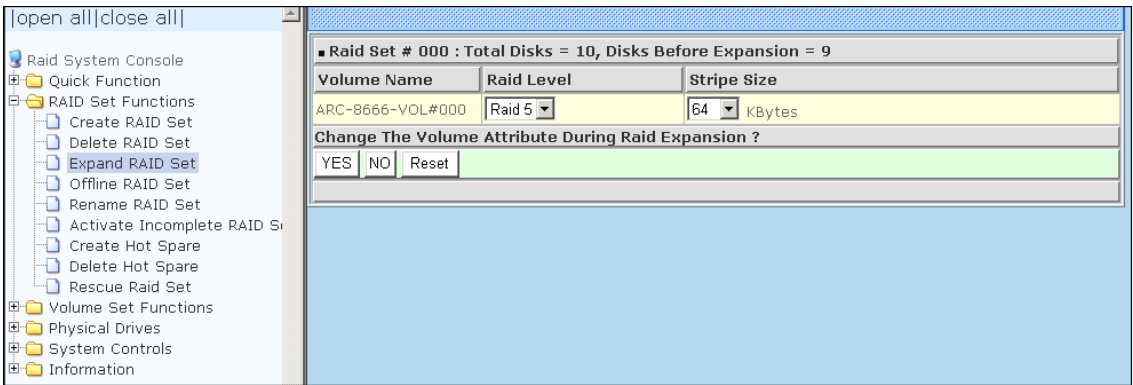 |open all|close all|
Raid System Console
Quick Function
RAID Set Functions
Create RAID Set
Delete RAID Set
Expand RAID Set
Offline RAID Set
Rename RAID Set
Activate Incomplete RAID S
Create Hot Spare
Delete Hot Spare
Rescue Raid Set
Volume Set Functions
Physical Drives
System Controls
Information
Raid Set # 000 : Total Disks = 10, Disks Before Expansion = 9
Volume Name Raid Level Stripe Size
ARC-8666-VOL#000 Raid 5 64 KBytes
Change The Volume Attribute During Raid Expansion ?
YES NO Reset